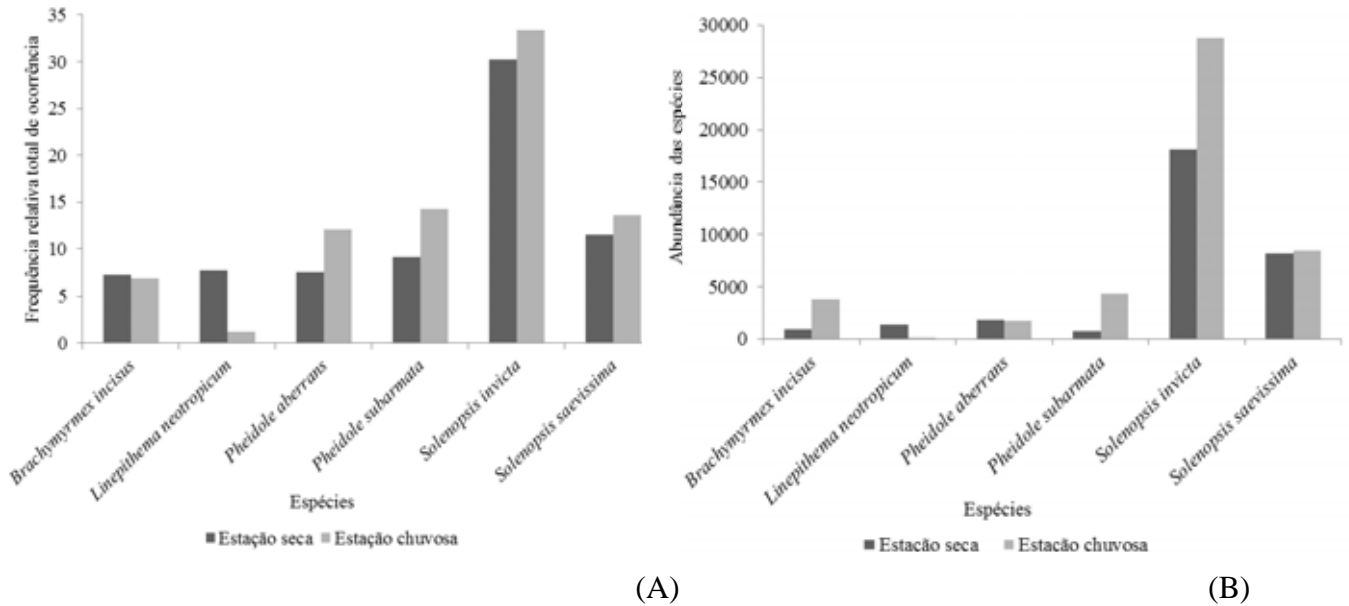 Frequência relativa total de ocorrência
35
30
25
20
15
10
5
0
Brachymyrmex incisus
Linepithema neotropicum
Pheidole aberrans
Pheidole subarmata
Solenopsis invicta
Solenopsis saevissima
Espécies
Estação seca
Estação chuvosa
(A)
Abundância das espécies
30000
25000
20000
15000
10000
5000
0
Brachymyrmex incisus
Linepithema neotropicum
Pheidole aberrans
Pheidole subarmata
Solenopsis invicta
Solenopsis saevissima
Espécies
Estação seca
Estacão chuvosa
(B)